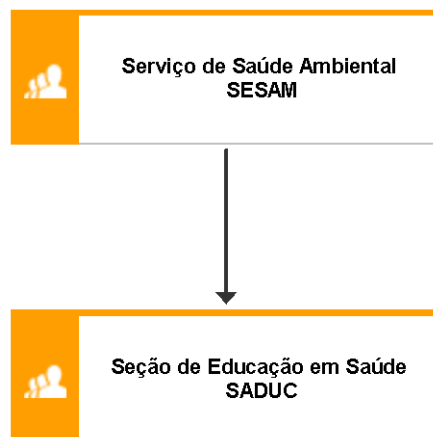 Serviço de Saúde Ambiental
SESAM
Seção de Educação em Saúde
SADUC